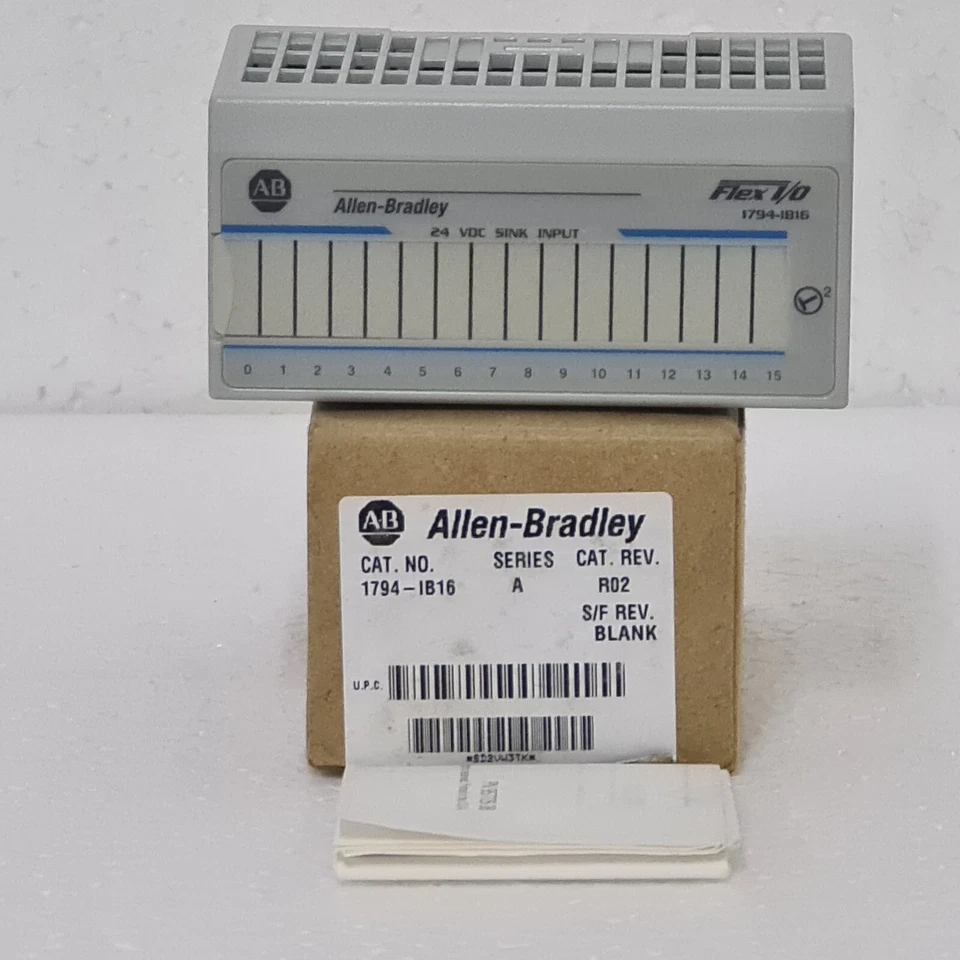 AB
Allen-Bradley
Flex I/O
1794-IB16
24 VDC SINK INPUT
2
0 1 2 3 4 5 6 7 8 9 10 11 12 13 14 15
AB Allen-Bradley
CAT. NO. SERIES CAT. REV.
1794-IB16 A R02
S/F REV.
BLANK
U.P.C.
*SD2VW3TK*